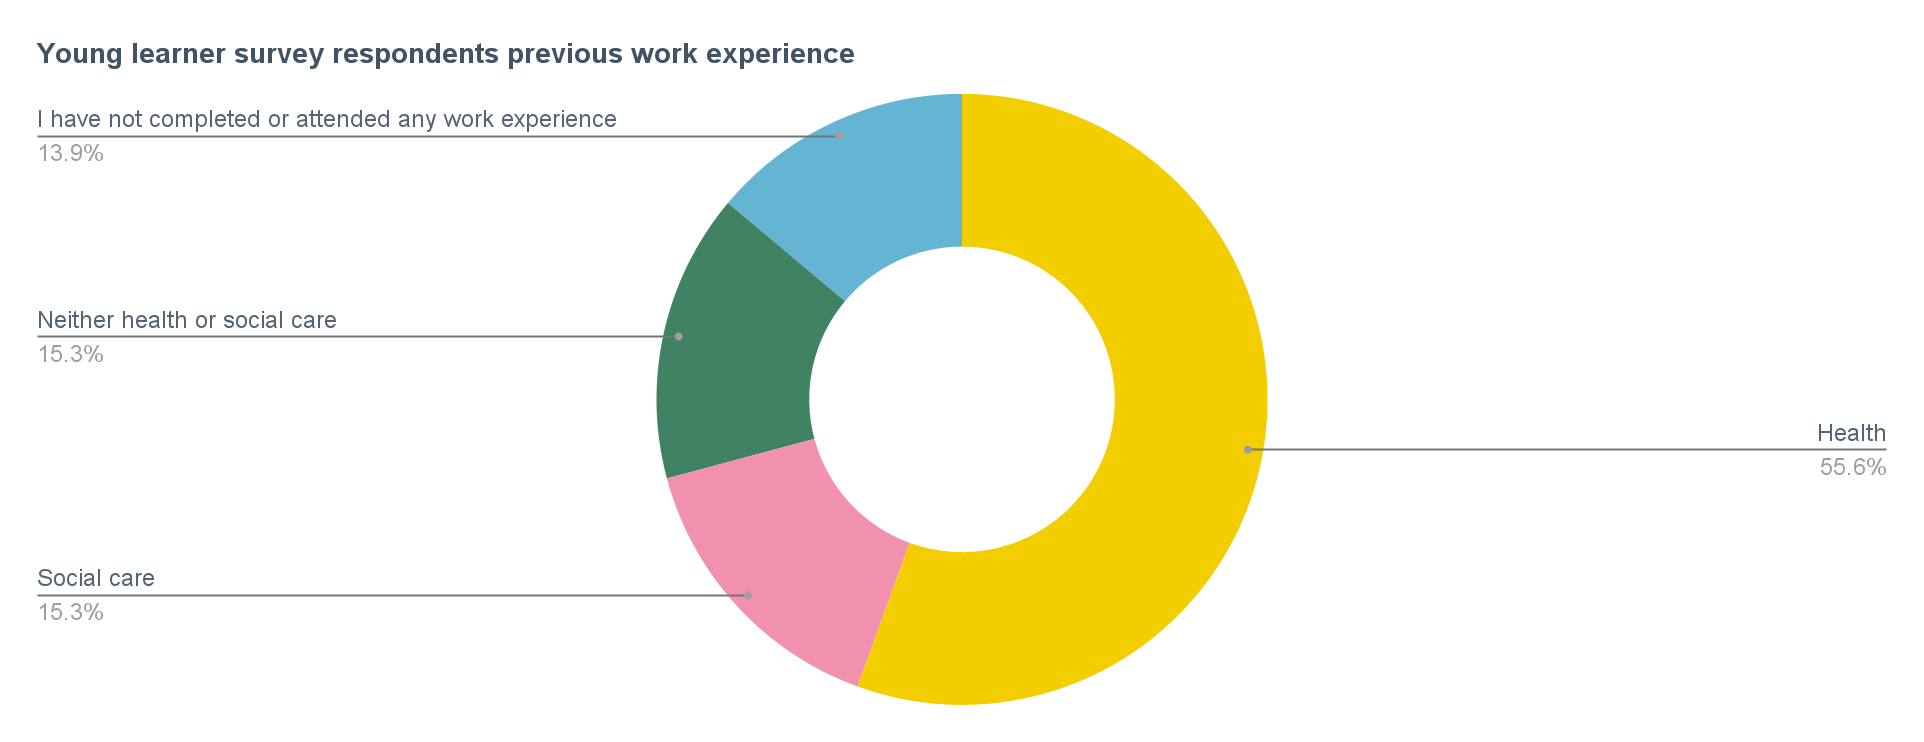 Young learner survey respondents previous work experience
I have not completed or attended any work experience
13.9%
Neither health or social care
15.3%
Health
55.6%
Social care
15.3%